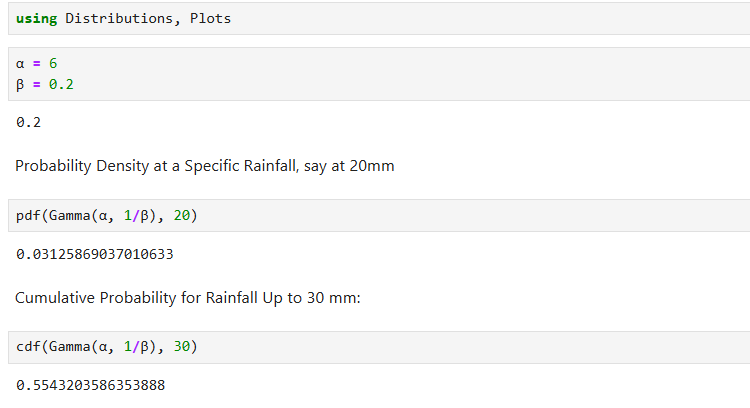 using Distributions, Plots
α = 6
β = 0.2
0.2
Probability Density at a Specific Rainfall, say at 20mm
pdf(Gamma(α, 1/β), 20)
0.03125869037010633
Cumulative Probability for Rainfall Up to 30 mm:
cdf(Gamma(α, 1/β), 30)
0.5543203586353888